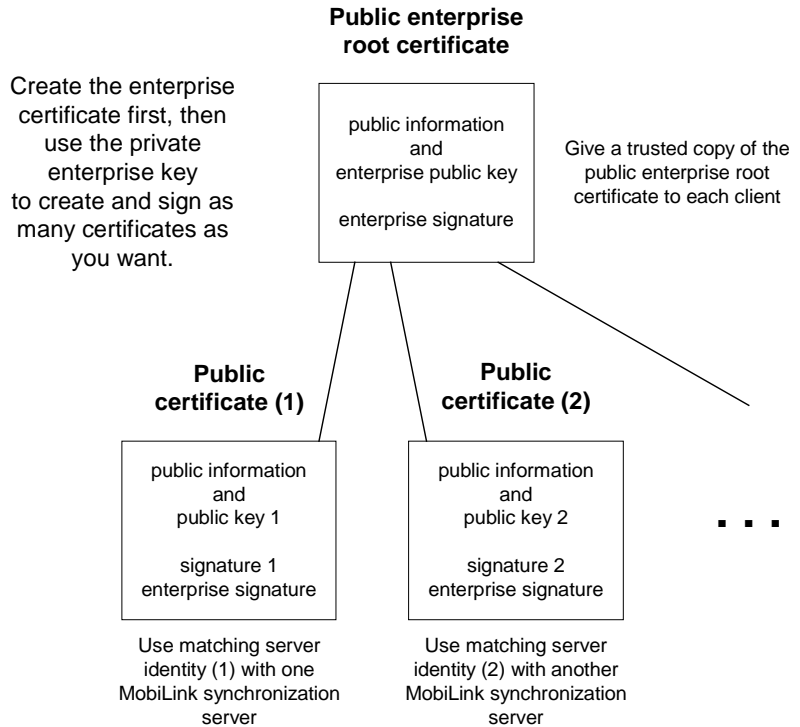 Public enterprise
root certificate
Create the enterprise
certificate first, then
use the private
enterprise key
to create and sign as
many certificates as
you want.
public information
and
enterprise public key
enterprise signature
Give a trusted copy of the
public enterprise root
certificate to each client
Public
certificate (1)
public information
and
public key 1
signature 1
enterprise signature
Use matching server
identity (1) with one
MobiLink synchronization
server
Public
certificate (2)
public information
and
public key 2
signature 2
enterprise signature
Use matching server
identity (2) with another
MobiLink synchronization
server
. . .